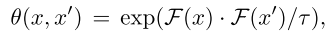 θ(x, x′) = exp(ℱ(x) · ℱ(x′)/τ),